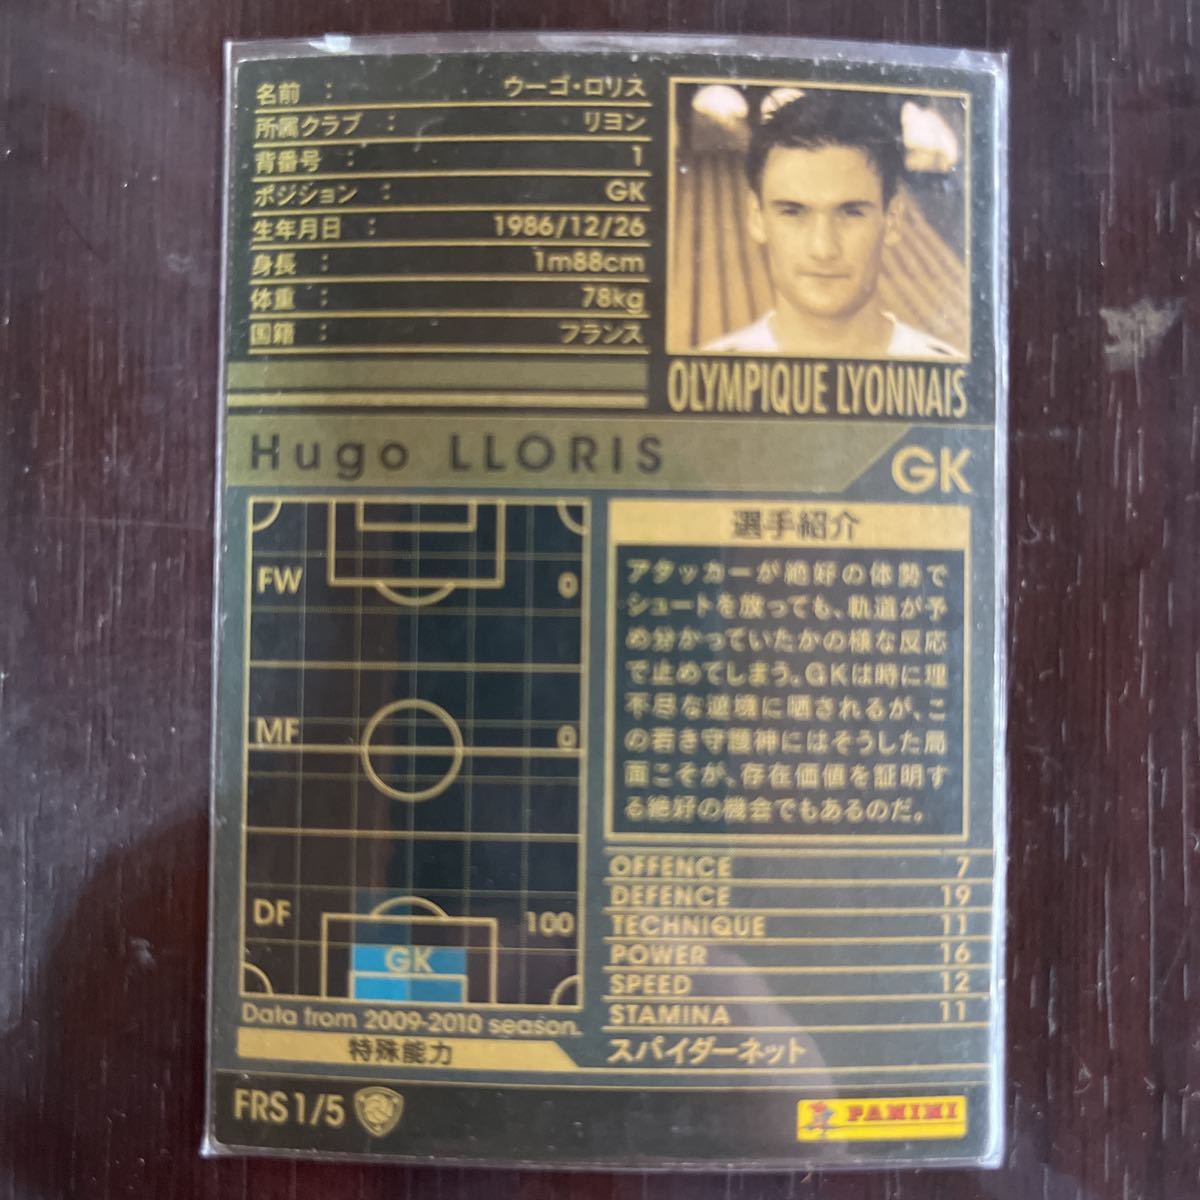 名前 : ウーゴ・ロリス
所属クラブ : リヨン
背番号 : 1
ポジション : GK
生年月日 : 1986/12/26
身長 : 1m88cm
体重 : 78kg
国籍 : フランス
OLYMPIQUE LYONNAIS
Hugo LLORIS
GK
FW 0
MF 0
DF 100
GK
Data from 2009-2010 season.
選手紹介
アタッカーが絶好の体勢で
シュートを放っても、軌道が予
め分かっていたかの様な反応
で止めてしまう。GKは時に理
不尽な逆境に晒されるが、こ
の若き守護神にはそうした局
面こそが、存在価値を証明す
る絶好の機会でもあるのだ。
OFFENCE 7
DEFENCE 19
TECHNIQUE 11
POWER 16
SPEED 12
STAMINA 11
特殊能力 スパイダーネット
FRS 1/5
PANINI